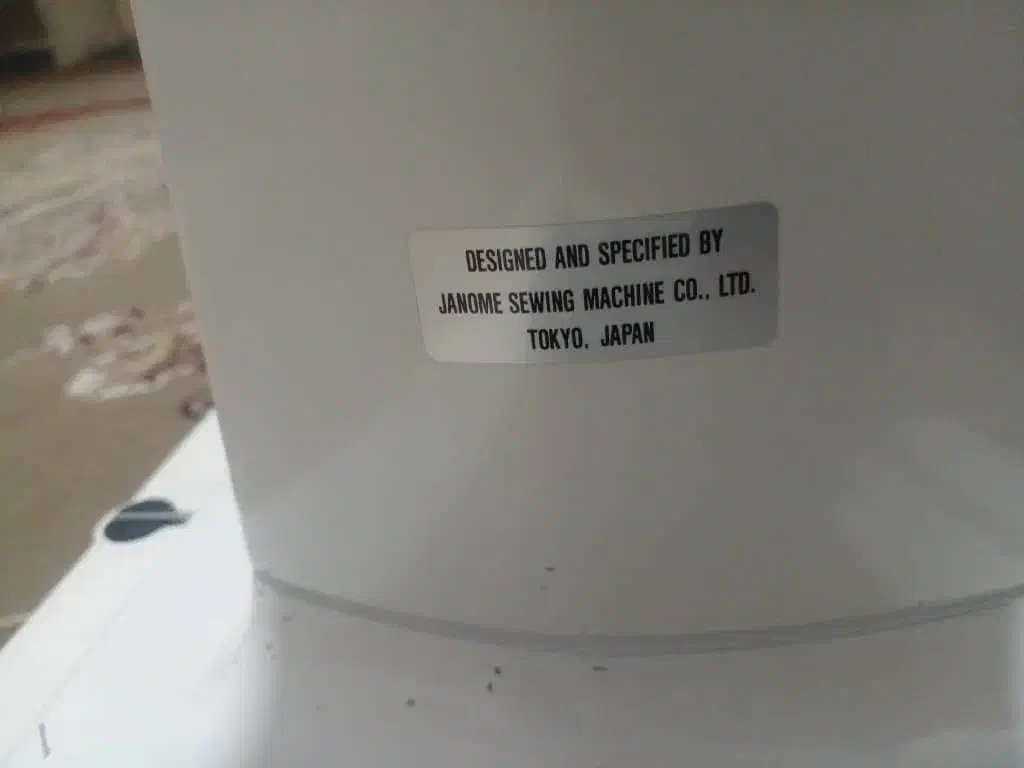 DESIGNED AND SPECIFIED BY
JANOME SEWING MACHINE CO., LTD.
TOKYO, JAPAN